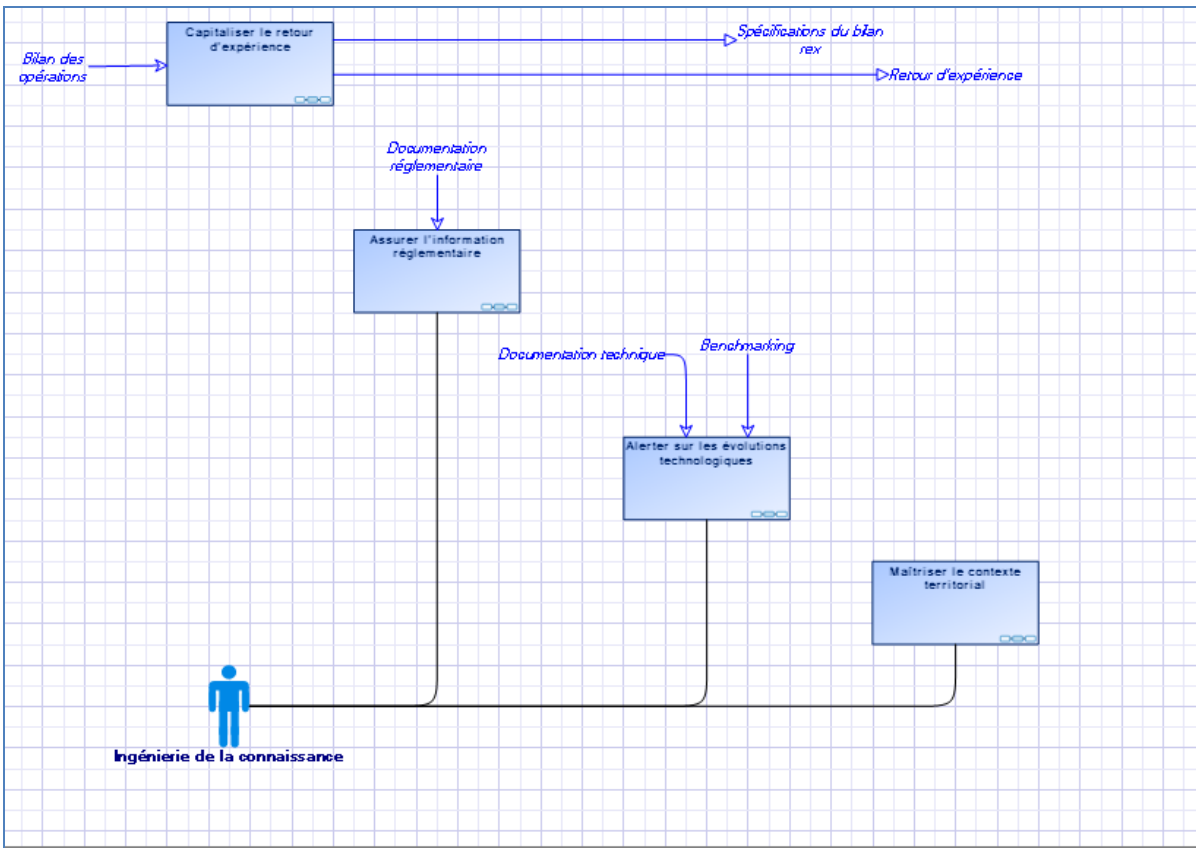 Capitaliser le retour
d'expérience
Spécifications du bilan
rex
Bilan des
opérations
Retour d'expérience
Documentation
réglementaire
Assurer l'information
réglementaire
Documentation technique
Benchmarking
Alerter sur les évolutions
technologiques
Maîtriser le contexte
territorial
Ingénierie de la connaissance